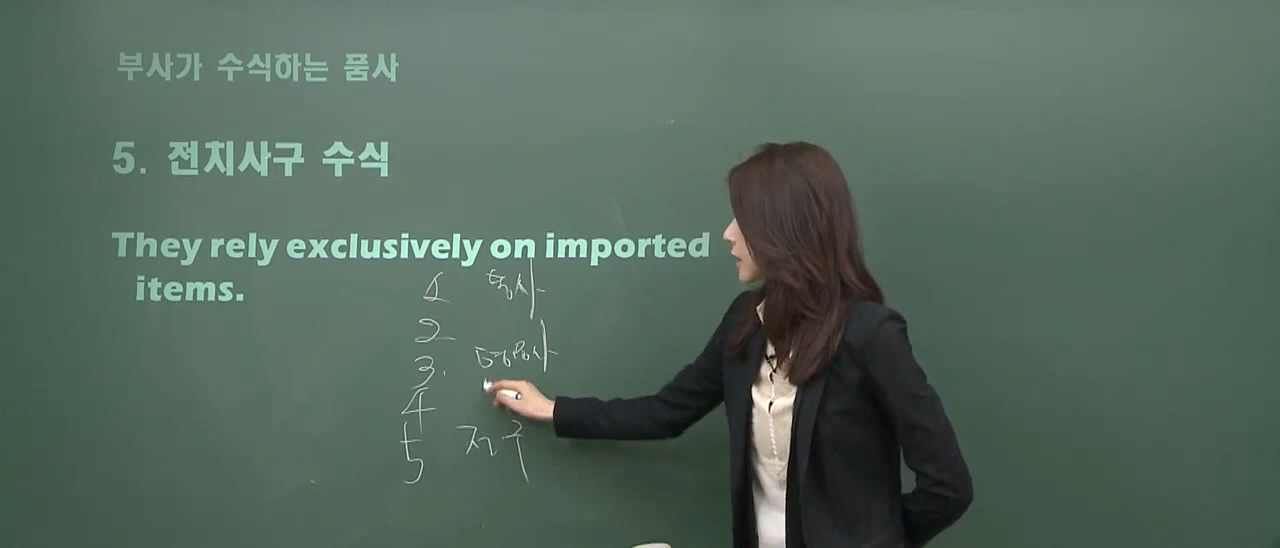 부사가 수식하는 품사
5. 전치사구 수식
They rely exclusively on imported
items.
1 동사
2
3. 형용사
4
5 전구